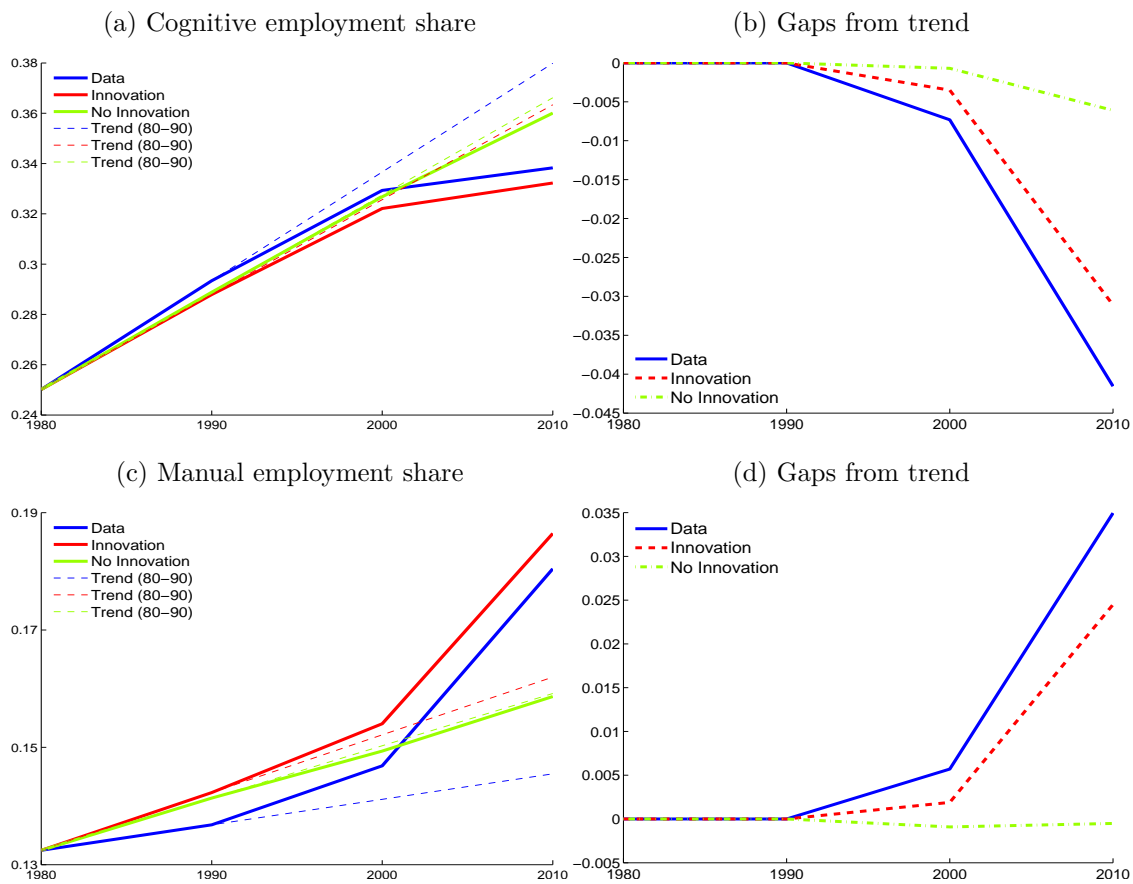 (a) Cognitive employment share
0.38
0.36
0.34
0.32
0.3
0.28
0.26
0.24
1980
1990
2000
2010
Data
Innovation
No Innovation
Trend (80−90)
Trend (80−90)
Trend (80−90)
(b) Gaps from trend
0
−0.005
−0.01
−0.015
−0.02
−0.025
−0.03
−0.035
−0.04
−0.045
1980
1990
2000
2010
Data
Innovation
No Innovation
(c) Manual employment share
0.19
0.17
0.15
0.13
1980
1990
2000
2010
Data
Innovation
No Innovation
Trend (80−90)
Trend (80−90)
Trend (80−90)
(d) Gaps from trend
0.035
0.03
0.025
0.02
0.015
0.01
0.005
0
−0.005
1980
1990
2000
2010
Data
Innovation
No Innovation